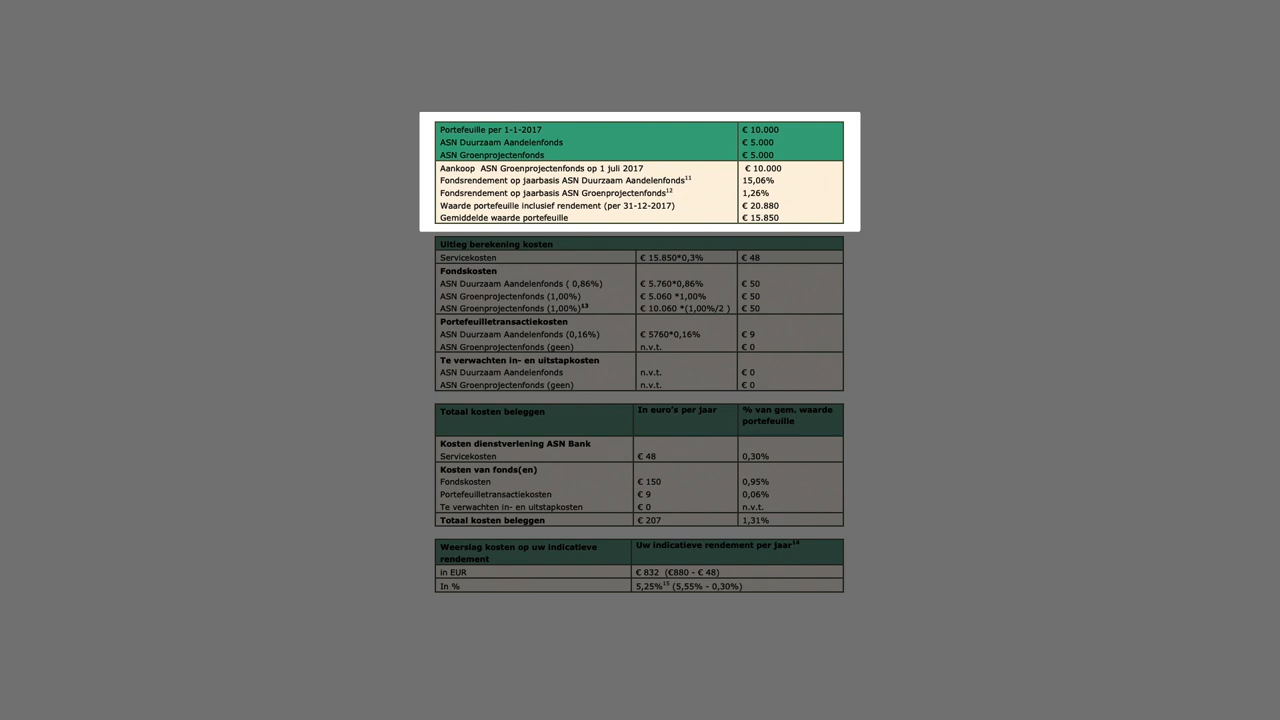 Portefeuille per 1-1-2017 € 10.000
ASN Duurzaam Aandelenfonds € 5.000
ASN Groenprojectenfonds € 5.000
Aankoop ASN Groenprojectenfonds op 1 juli 2017 € 10.000
Fondsrendement op jaarbasis ASN Duurzaam Aandelenfonds¹¹ 15,06%
Fondsrendement op jaarbasis ASN Groenprojectenfonds¹² 1,26%
Waarde portefeuille inclusief rendement (per 31-12-2017) € 20.880
Gemiddelde waarde portefeuille € 15.850
Uitleg berekening kosten
Servicekosten € 15.850*0,3% € 48
Fondskosten
ASN Duurzaam Aandelenfonds ( 0,86%) € 5.760*0,86% € 50
ASN Groenprojectenfonds (1,00%) € 5.060 *1,00% € 50
ASN Groenprojectenfonds (1,00%)¹³ € 10.060 *(1,00%/2 ) € 50
Portefeuilletransactiekosten
ASN Duurzaam Aandelenfonds (0,16%) € 5760*0,16% € 9
ASN Groenprojectenfonds (geen) n.v.t. € 0
Te verwachten in- en uitstapkosten
ASN Duurzaam Aandelenfonds n.v.t. € 0
ASN Groenprojectenfonds (geen) n.v.t. € 0
Totaal kosten beleggen In euro's per jaar % van gem. waarde
portefeuille
Kosten dienstverlening ASN Bank
Servicekosten € 48 0,30%
Kosten van fonds(en)
Fondskosten € 150 0,95%
Portefeuilletransactiekosten € 9 0,06%
Te verwachten in- en uitstapkosten € 0 n.v.t.
Totaal kosten beleggen € 207 1,31%
Weerslag kosten op uw indicatieve Uw indicatieve rendement per jaar¹⁴
rendement
in EUR € 832 (€880 - € 48)
In % 5,25%¹⁵ (5,55% - 0,30%)